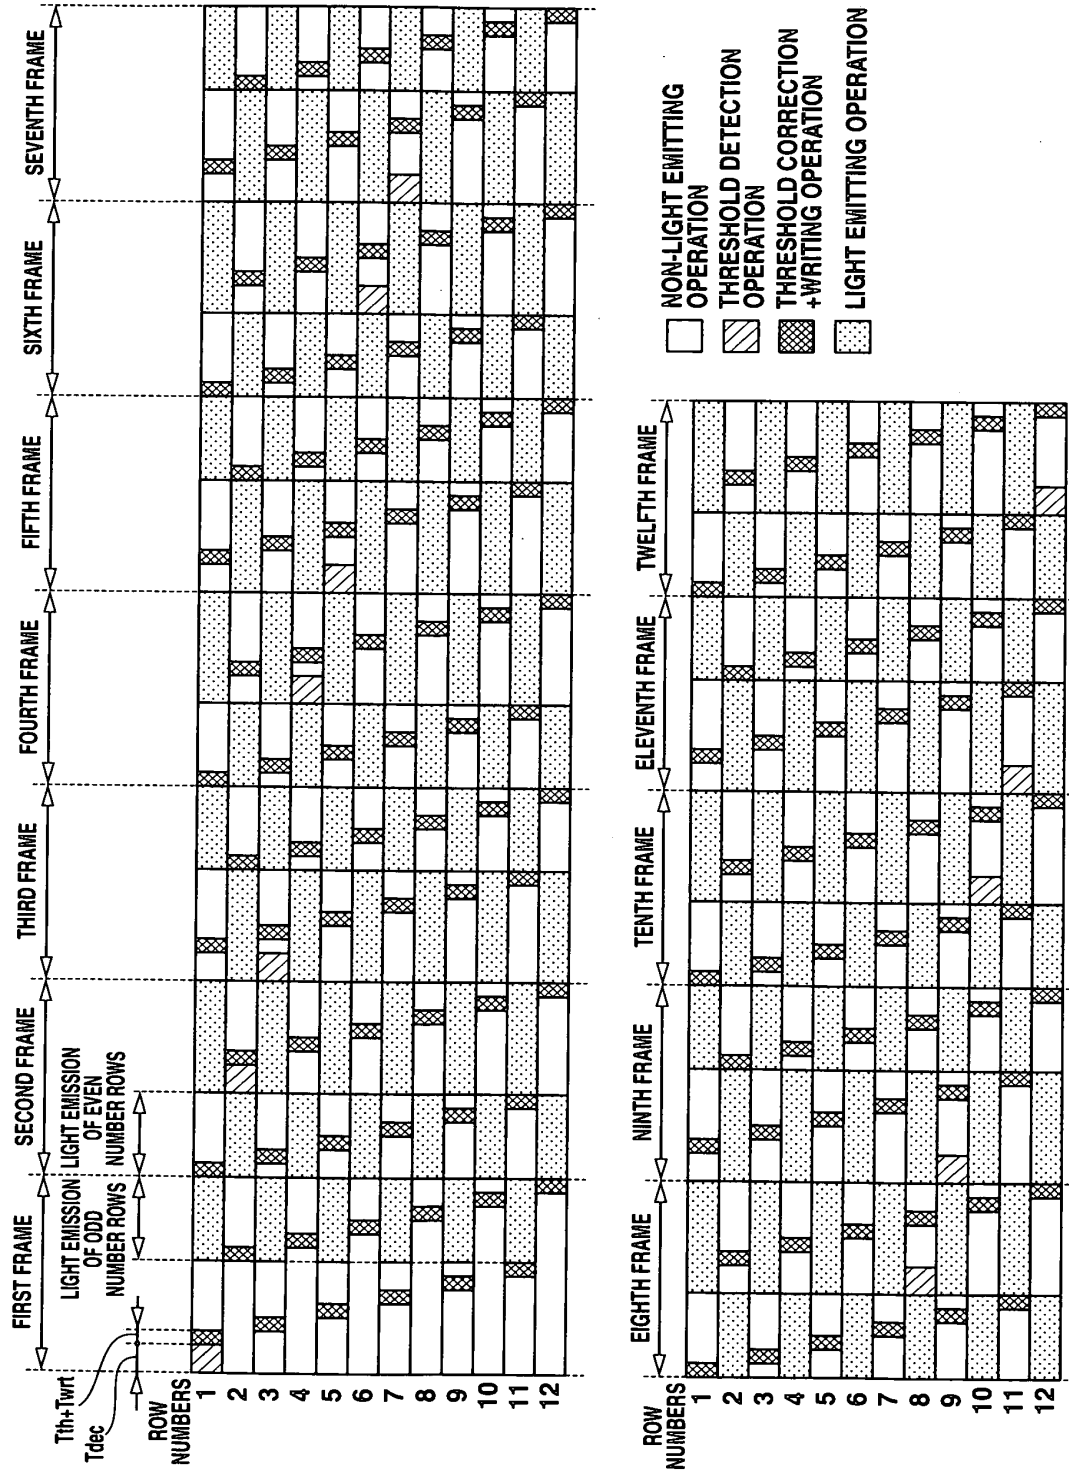 FIRST FRAME
SECOND FRAME
THIRD FRAME
FOURTH FRAME
FIFTH FRAME
SIXTH FRAME
SEVENTH FRAME
LIGHT EMISSION
OF ODD
NUMBER ROWS
LIGHT EMISSION
OF EVEN
NUMBER ROWS
Tth+Twrt
Tdec
ROW
NUMBERS
1
2
3
4
5
6
7
8
9
10
11
12
EIGHTH FRAME
NINTH FRAME
TENTH FRAME
ELEVENTH FRAME
TWELFTH FRAME
ROW
NUMBERS
1
2
3
4
5
6
7
8
9
10
11
12
NON-LIGHT EMITTING
OPERATION
THRESHOLD DETECTION
OPERATION
THRESHOLD CORRECTION
+WRITING OPERATION
LIGHT EMITTING OPERATION